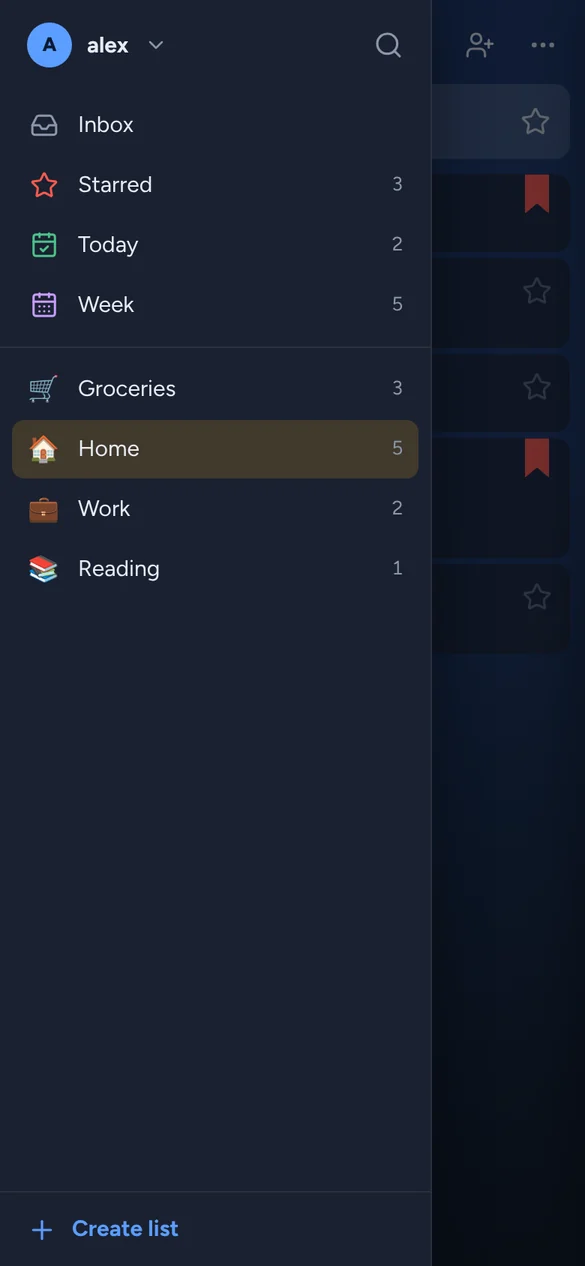 A alex
Inbox
Starred 3
Today 2
Week 5
Groceries 3
Home 5
Work 2
Reading 1
Create list